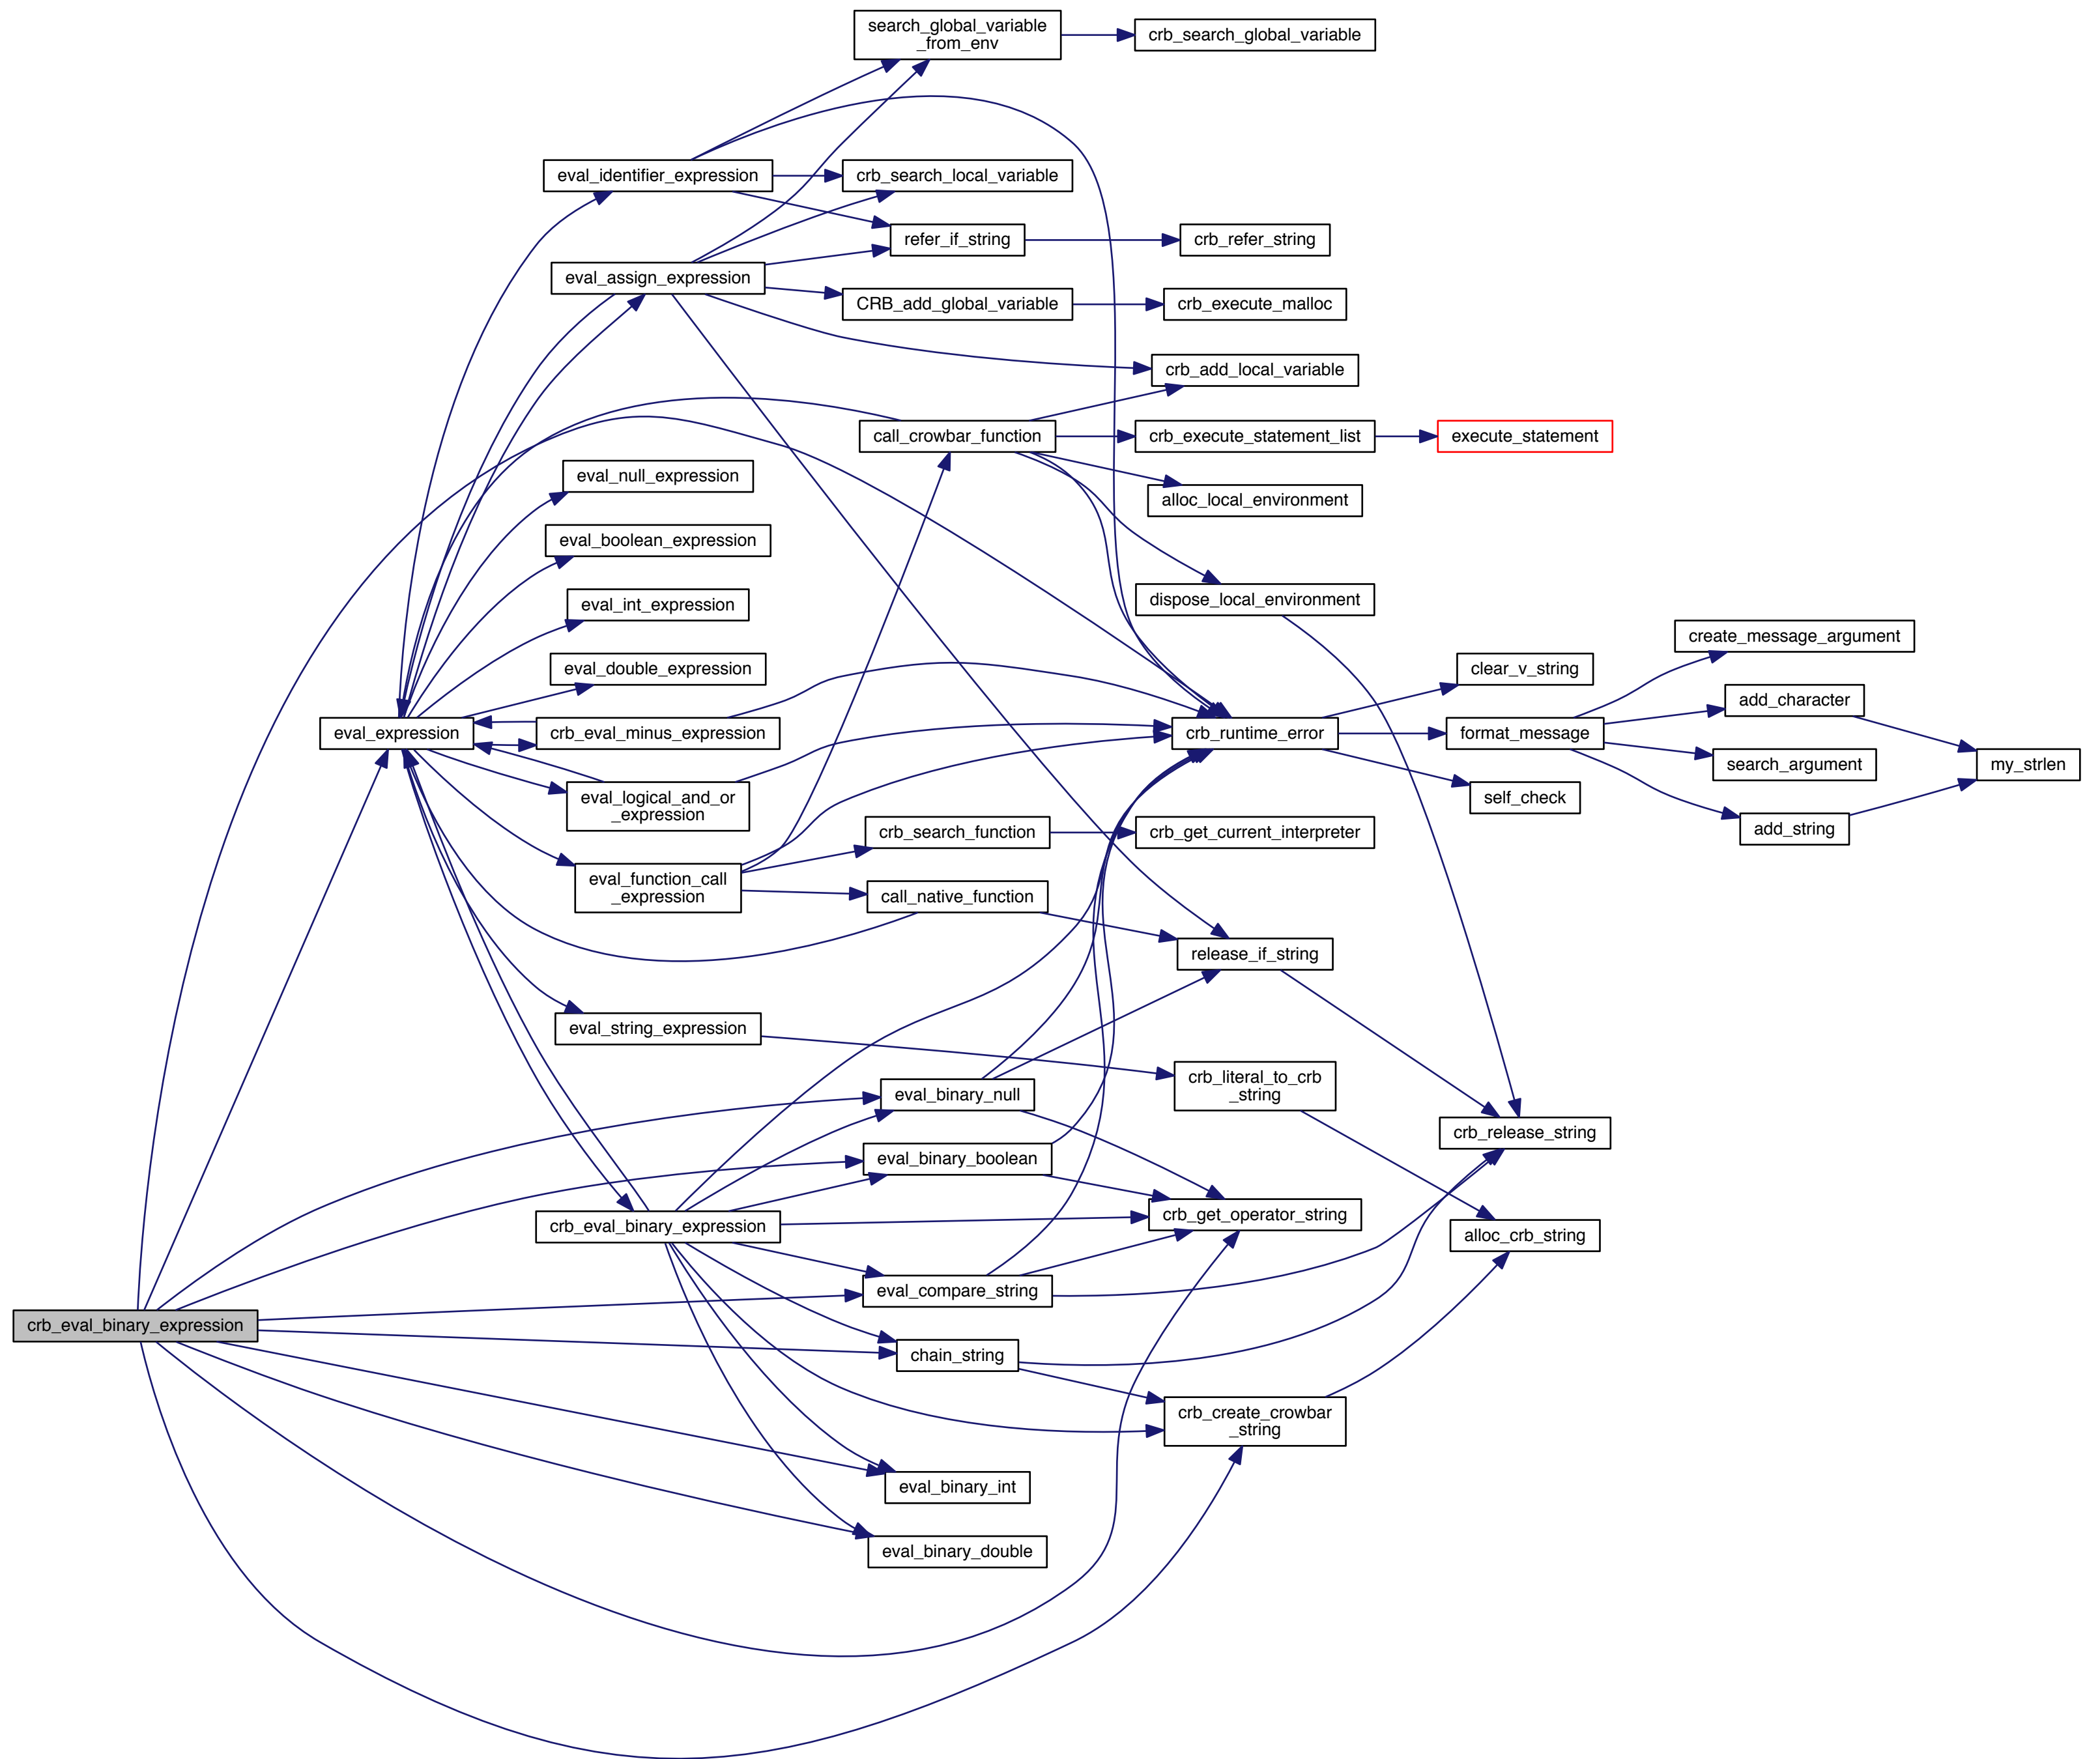 search_global_variable
_from_env
crb_search_global_variable
eval_identifier_expression
crb_search_local_variable
refer_if_string
crb_refer_string
eval_assign_expression
CRB_add_global_variable
crb_execute_malloc
crb_add_local_variable
call_crowbar_function
crb_execute_statement_list
execute_statement
eval_null_expression
alloc_local_environment
eval_boolean_expression
eval_int_expression
dispose_local_environment
create_message_argument
eval_double_expression
clear_v_string
add_character
eval_expression
crb_eval_minus_expression
crb_runtime_error
format_message
search_argument
my_strlen
eval_logical_and_or
_expression
self_check
crb_search_function
crb_get_current_interpreter
add_string
eval_function_call
_expression
call_native_function
release_if_string
eval_string_expression
crb_literal_to_crb
_string
eval_binary_null
crb_release_string
eval_binary_boolean
crb_eval_binary_expression
crb_get_operator_string
alloc_crb_string
eval_compare_string
crb_eval_binary_expression
chain_string
crb_create_crowbar
_string
eval_binary_int
eval_binary_double